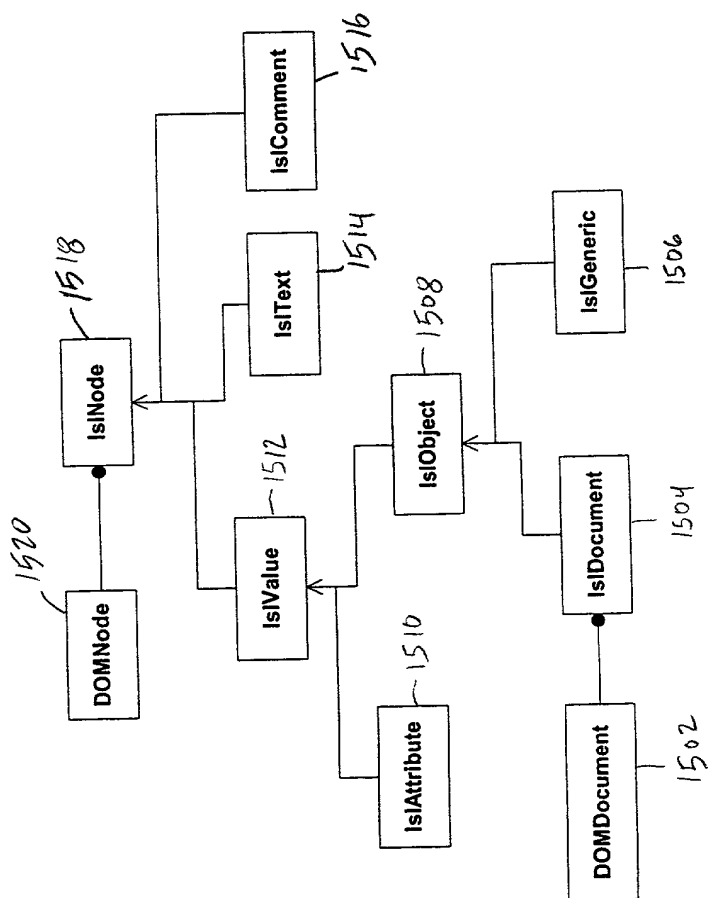 1520
1518
DOMNode
IslNode
1512
IslValue
IslText
IslComment
1514
1516
1510
1508
IslAttribute
IslObject
DOMDocument
IslDocument
IslGeneric
1502
1504
1506